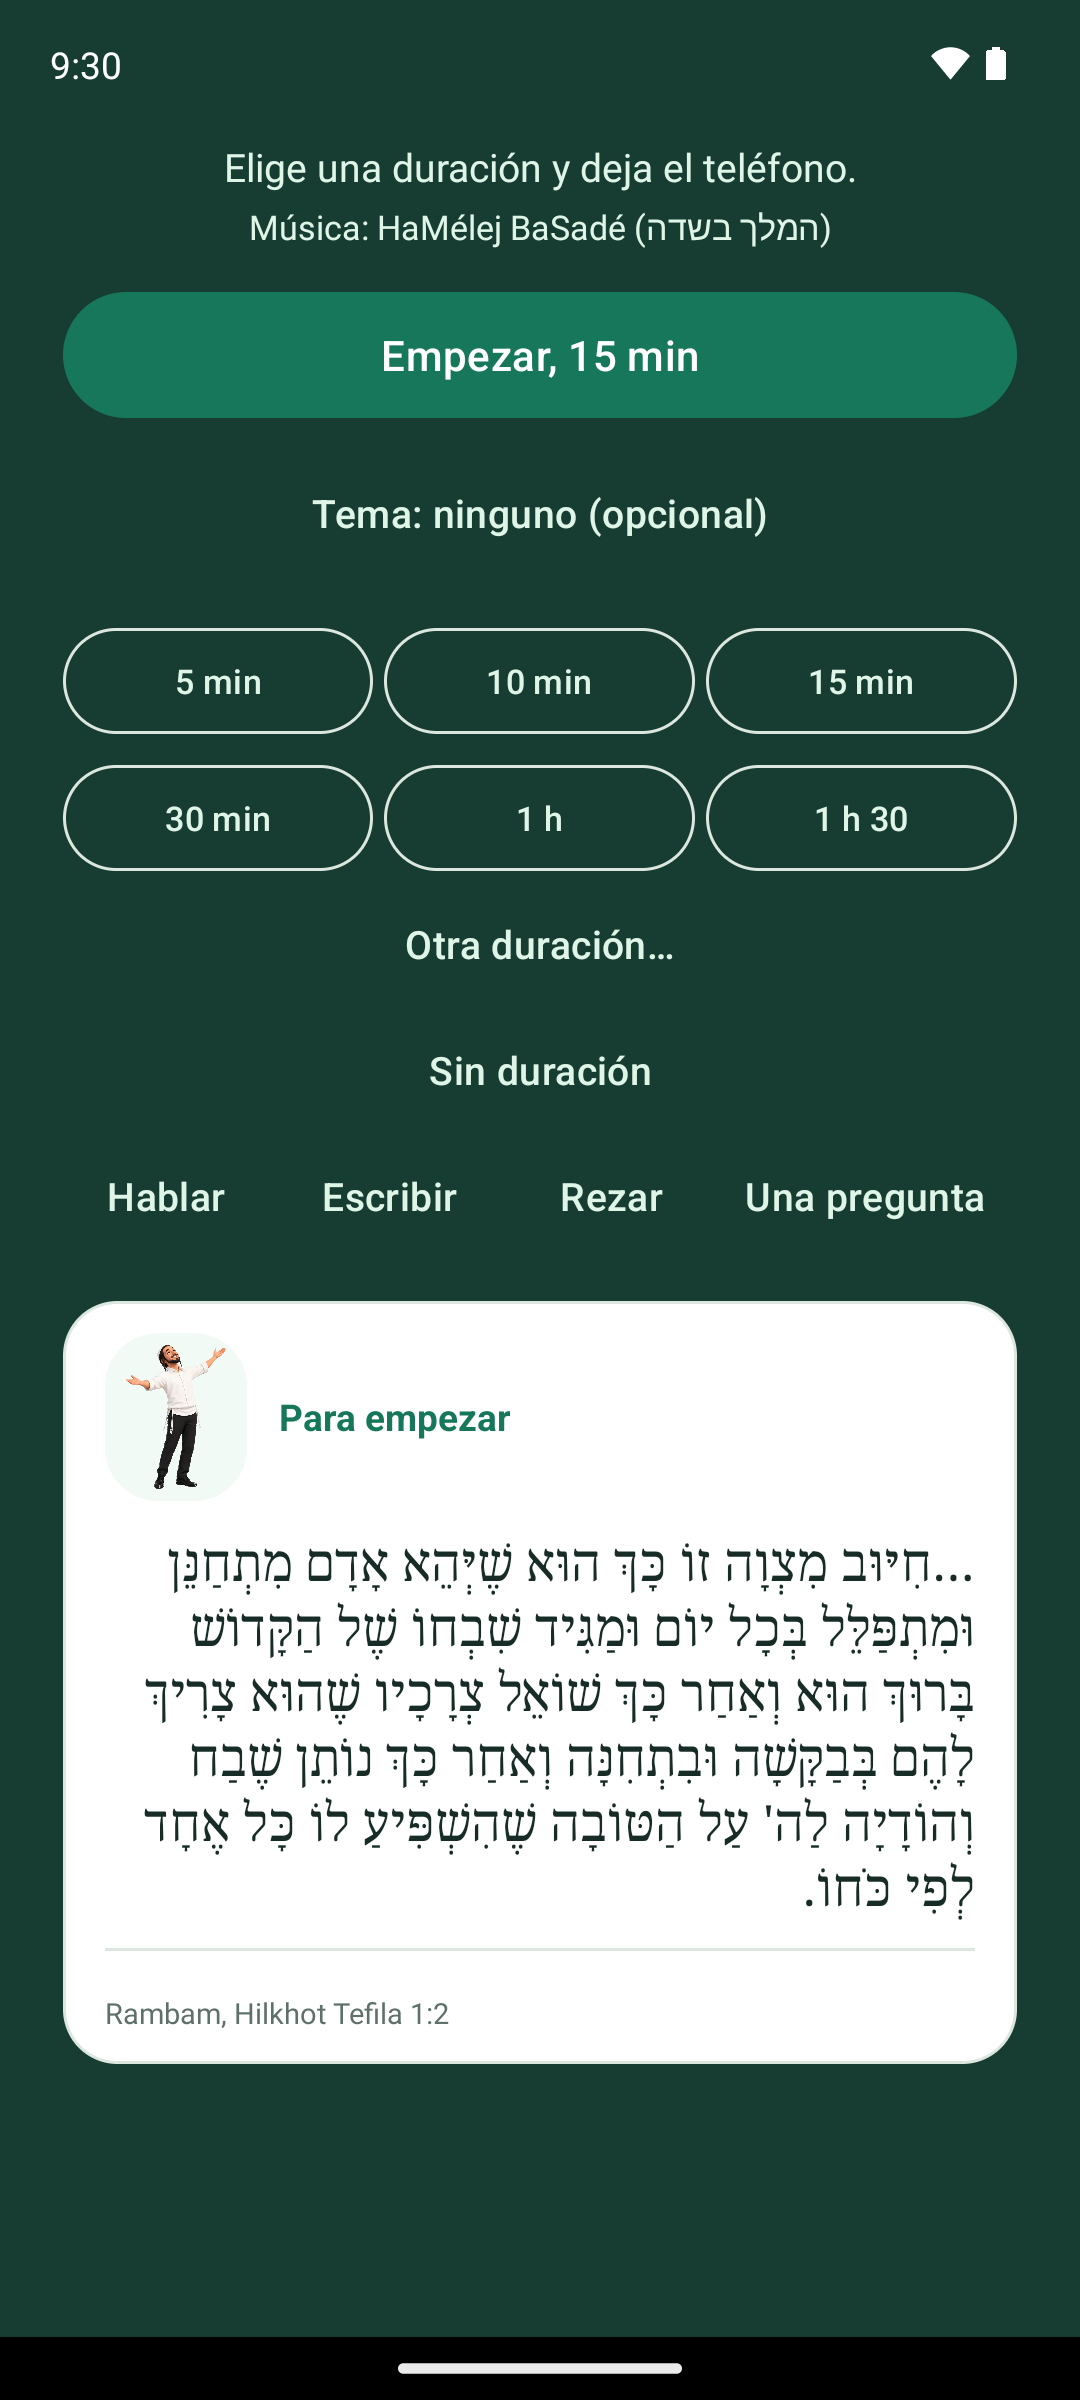 9:30
Elige una duración y deja el teléfono.
Música: HaMélej BaSadé (המלך בשדה)
Empezar, 15 min
Tema: ninguno (opcional)
5 min
10 min
15 min
30 min
1 h
1 h 30
Otra duración…
Sin duración
Hablar
Escribir
Rezar
Una pregunta
Para empezar
...חִיּוּב מִצְוָה זוֹ כָּךְ הוּא שֶׁיְּהֵא אָדָם מִתְחַנֵּן
וּמִתְפַּלֵּל בְּכָל יוֹם וּמַגִּיד שִׁבְחוֹ שֶׁל הַקָּדוֹשׁ
בָּרוּךְ הוּא וְאַחַר כָּךְ שׁוֹאֵל צְרָכָיו שֶׁהוּא צָרִיךְ
לָהֶם בְּבַקָּשָׁה וּבִתְחִנָּה וְאַחַר כָּךְ נוֹתֵן שֶׁבַח
וְהוֹדָיָה לַה' עַל הַטּוֹבָה שֶׁהִשְׁפִּיעַ לוֹ כָּל אֶחָד
לְפִי כֹּחוֹ.
Rambam, Hilkhot Tefila 1:2